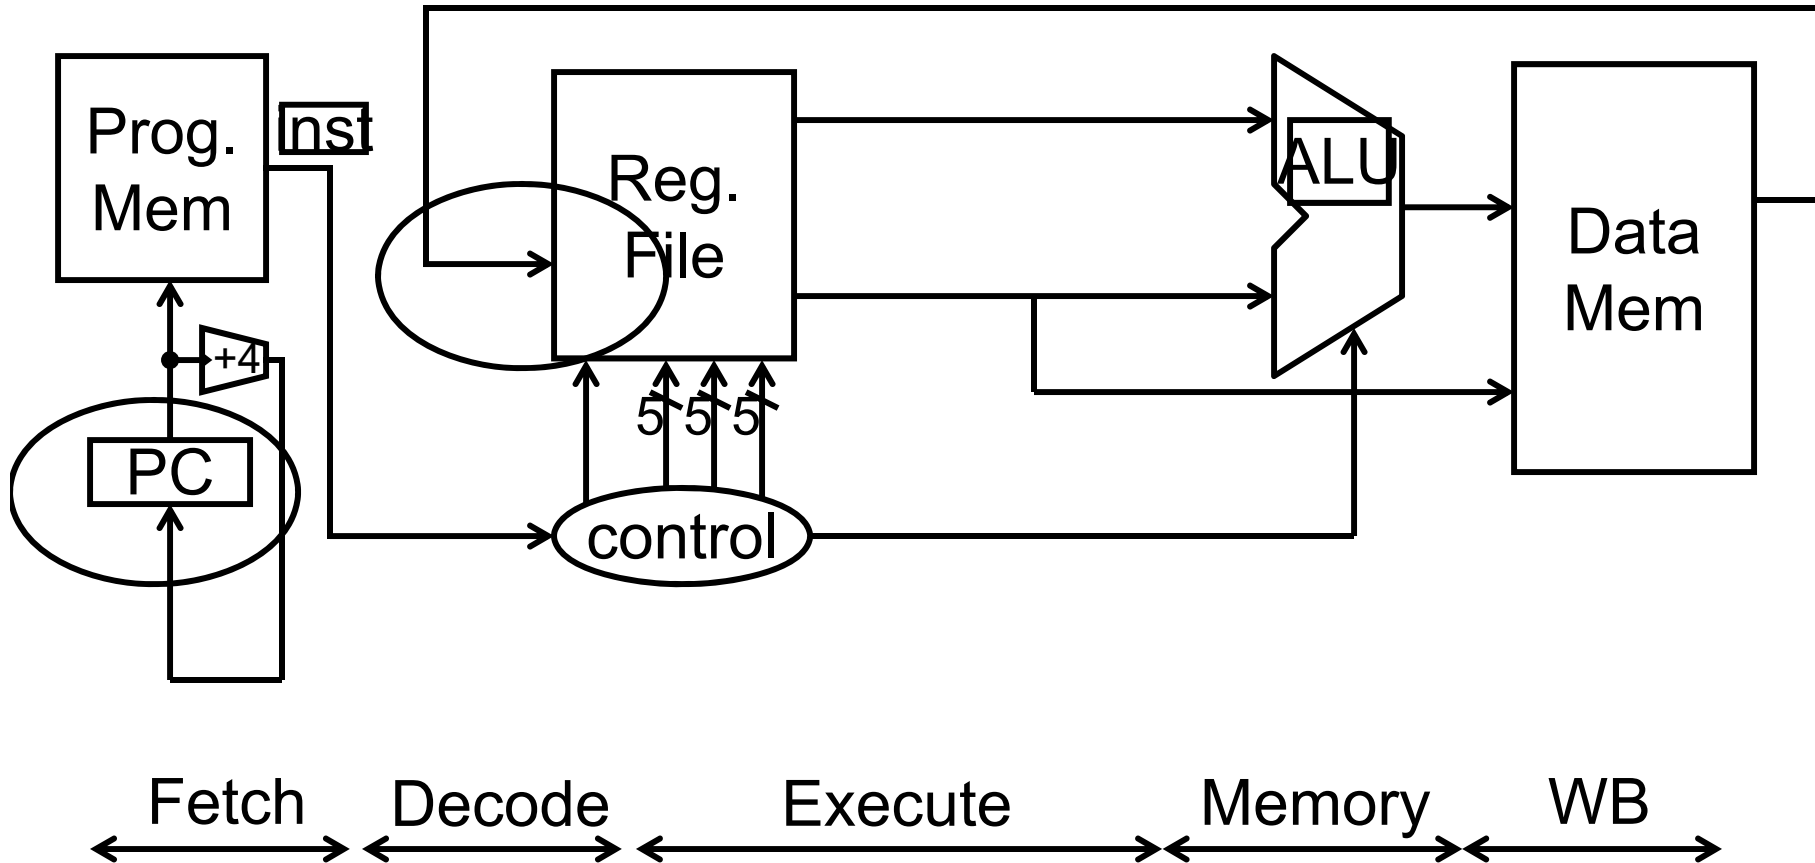 Prog.
Mem
inst
Reg.
File
ALU
Data
Mem
+4
5 5 5
PC
control
Fetch Decode Execute Memory WB